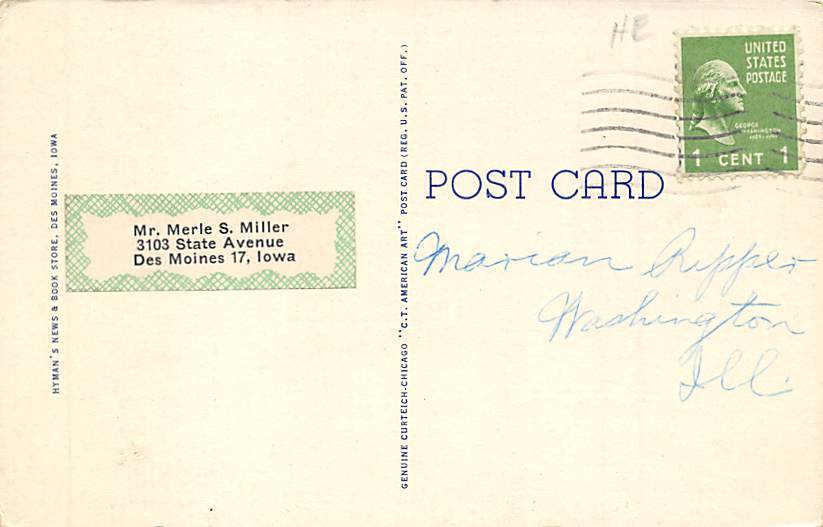 HE
UNITED
STATES
POSTAGE
GEORGE
WASHINGTON
1 CENT 1
POST CARD
HYMAN'S NEWS & BOOK STORE, DES MOINES, IOWA
Mr. Merle S. Miller
3103 State Avenue
Des Moines 17, Iowa
GENUINE CURTEICH-CHICAGO "C.T. AMERICAN ART" POST CARD (REG. U.S. PAT. OFF.)
Marian Ripper
Washington
Ill.